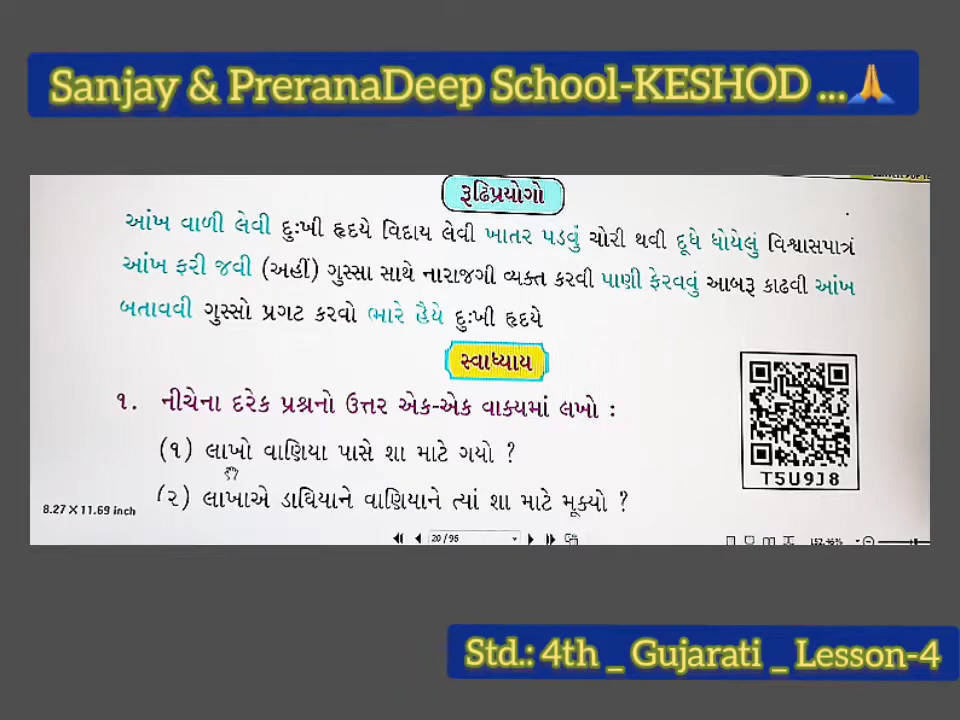 Sanjay & PreranaDeep School-KESHOD ...🙏
રૂઢિપ્રયોગો
આંખ વાળી લેવી દુઃખી હૃદયે વિદાય લેવી ખાતર પડવું ચોરી થવી દૂધે ધોયેલું વિશ્વાસપાત્ર
આંખ ફરી જવી (અહીં) ગુસ્સા સાથે નારાજગી વ્યક્ત કરવી પાણી ફેરવવું આબરૂ કાઢવી આંખ
બતાવવી ગુસ્સો પ્રગટ કરવો ભારે હૈયે દુઃખી હૃદયે
સ્વાધ્યાય
૧. નીચેના દરેક પ્રશ્નનો ઉત્તર એક-એક વાક્યમાં લખો :
(૧) લાખો વાણિયા પાસે શા માટે ગયો ?
T5U9J8
(૨) લાખાએ ડાઘિયાને વાણિયાને ત્યાં શા માટે મૂક્યો ?
8.27 X 11.69 inch
20 / 96
152.46%
Std.: 4th _ Gujarati _ Lesson-4